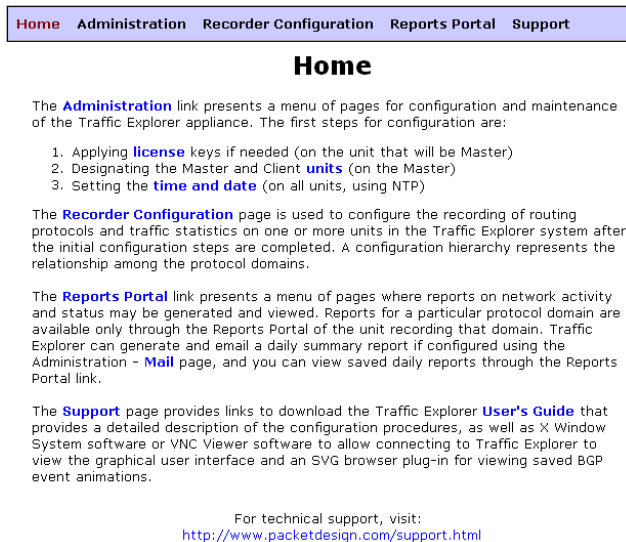 Home Administration Recorder Configuration Reports Portal Support
Home
The Administration link presents a menu of pages for configuration and maintenance
of the Traffic Explorer appliance. The first steps for configuration are:
1. Applying license keys if needed (on the unit that will be Master)
2. Designating the Master and Client units (on the Master)
3. Setting the time and date (on all units, using NTP)
The Recorder Configuration page is used to configure the recording of routing
protocols and traffic statistics on one or more units in the Traffic Explorer system after
the initial configuration steps are completed. A configuration hierarchy represents the
relationship among the protocol domains.
The Reports Portal link presents a menu of pages where reports on network activity
and status may be generated and viewed. Reports for a particular protocol domain are
available only through the Reports Portal of the unit recording that domain. Traffic
Explorer can generate and email a daily summary report if configured using the
Administration - Mail page, and you can view saved daily reports through the Reports
Portal link.
The Support page provides links to download the Traffic Explorer User's Guide that
provides a detailed description of the configuration procedures, as well as X Window
System software or VNC Viewer software to allow connecting to Traffic Explorer to
view the graphical user interface and an SVG browser plug-in for viewing saved BGP
event animations.
For technical support, visit:
http://www.packetdesign.com/support.html